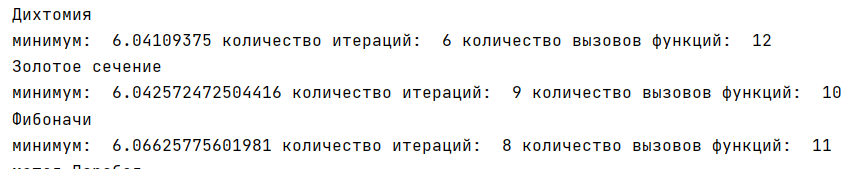 Дихтомия
минимум:  6.04109375 количество итераций:  6 количество вызовов функций:  12
Золотое сечение
минимум:  6.042572472504416 количество итераций:  9 количество вызовов функций:  10
Фибоначи
минимум:  6.06625775601981 количество итераций:  8 количество вызовов функций:  11